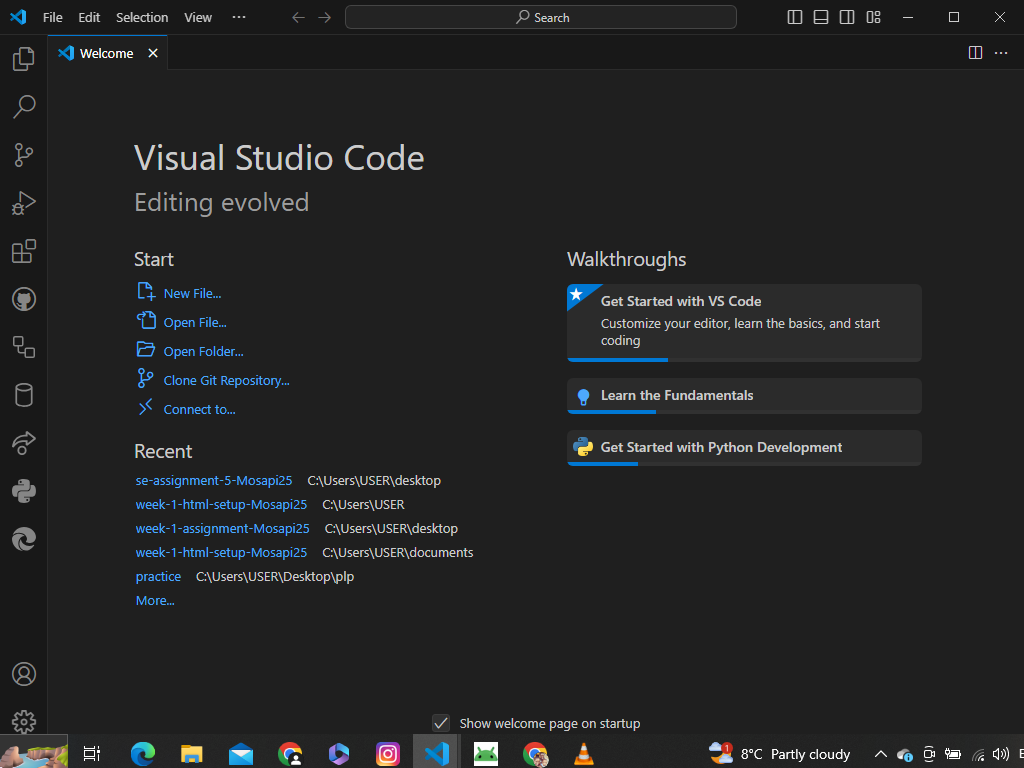 File Edit Selection View ··· Search
Welcome
Visual Studio Code
Editing evolved
Start
New File...
Open File...
Open Folder...
Clone Git Repository...
Connect to...
Recent
se-assignment-5-Mosapi25 C:\Users\USER\desktop
week-1-html-setup-Mosapi25 C:\Users\USER
week-1-assignment-Mosapi25 C:\Users\USER\desktop
week-1-html-setup-Mosapi25 C:\Users\USER\documents
practice C:\Users\USER\Desktop\plp
More...
Walkthroughs
Get Started with VS Code
Customize your editor, learn the basics, and start
coding
Learn the Fundamentals
Get Started with Python Development
Show welcome page on startup
1 8°C Partly cloudy